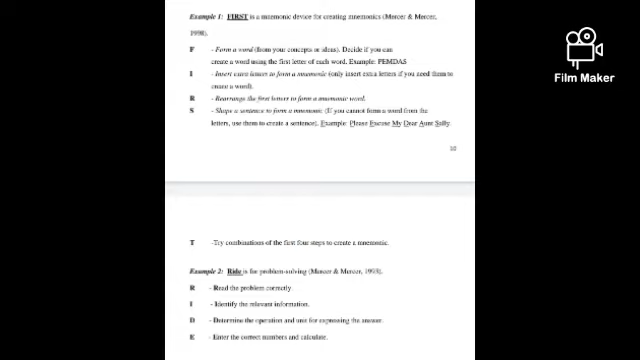 Example 1: FIRST is a mnemonic device for creating mnemonics (Mercer & Mercer,
1998).
F - Form a word (from your concepts or ideas). Decide if you can
create a word using the first letter of each word. Example: PEMDAS
I - Insert extra letters to form a mnemonic (only insert extra letters if you need them to
create a word).
R - Rearrange the first letter to form a mnemonic word.
S - Shape a sentence to form a mnemonic (If you cannot form a word from the
letters, use them to create a sentence). Example: Please Excuse My Dear Aunt Sally.
10
T -Try combinations of the first four steps to create a mnemonic.
Example 2: Ride is for problem-solving (Mercer & Mercer, 1993).
R - Read the problem correctly.
I - Identify the relevant information.
D - Determine the operation and unit for expressing the answer.
E - Enter the correct numbers and calculate.
Film Maker